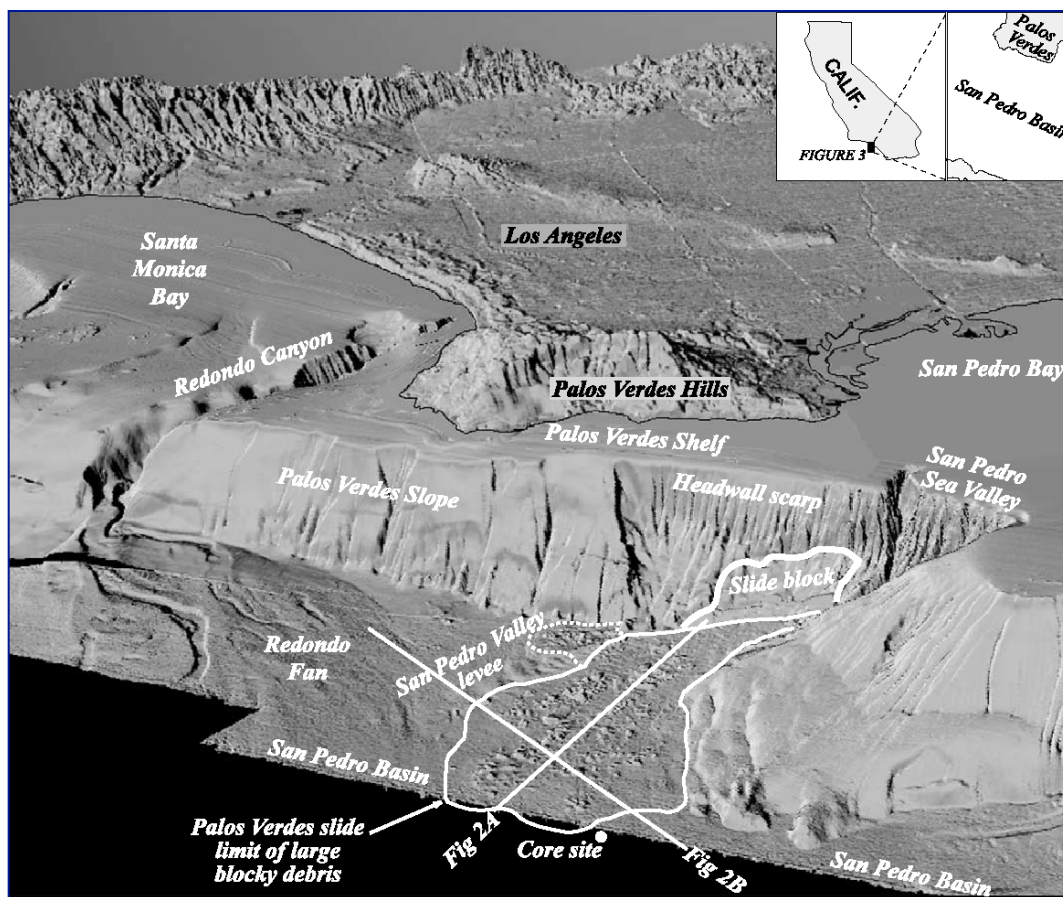 Palos
Verdes
San Pedro Basin
CALIF.
FIGURE 3
Los Angeles
Santa
Monica
Bay
Redondo Canyon
San Pedro Bay
Palos Verdes Hills
Palos Verdes Shelf
San Pedro
Sea Valley
Palos Verdes Slope
Headwall scarp
Slide block
San Pedro Valley
levee
Redondo
Fan
San Pedro Basin
Palos Verdes slide
limit of large
blocky debris
Fig 2A
Core site
Fig 2B
San Pedro Basin